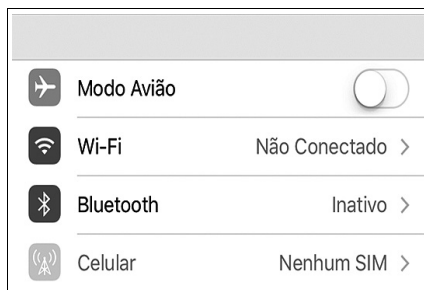 Modo Avião
Wi-Fi Não Conectado
Bluetooth Inativo
Celular Nenhum SIM